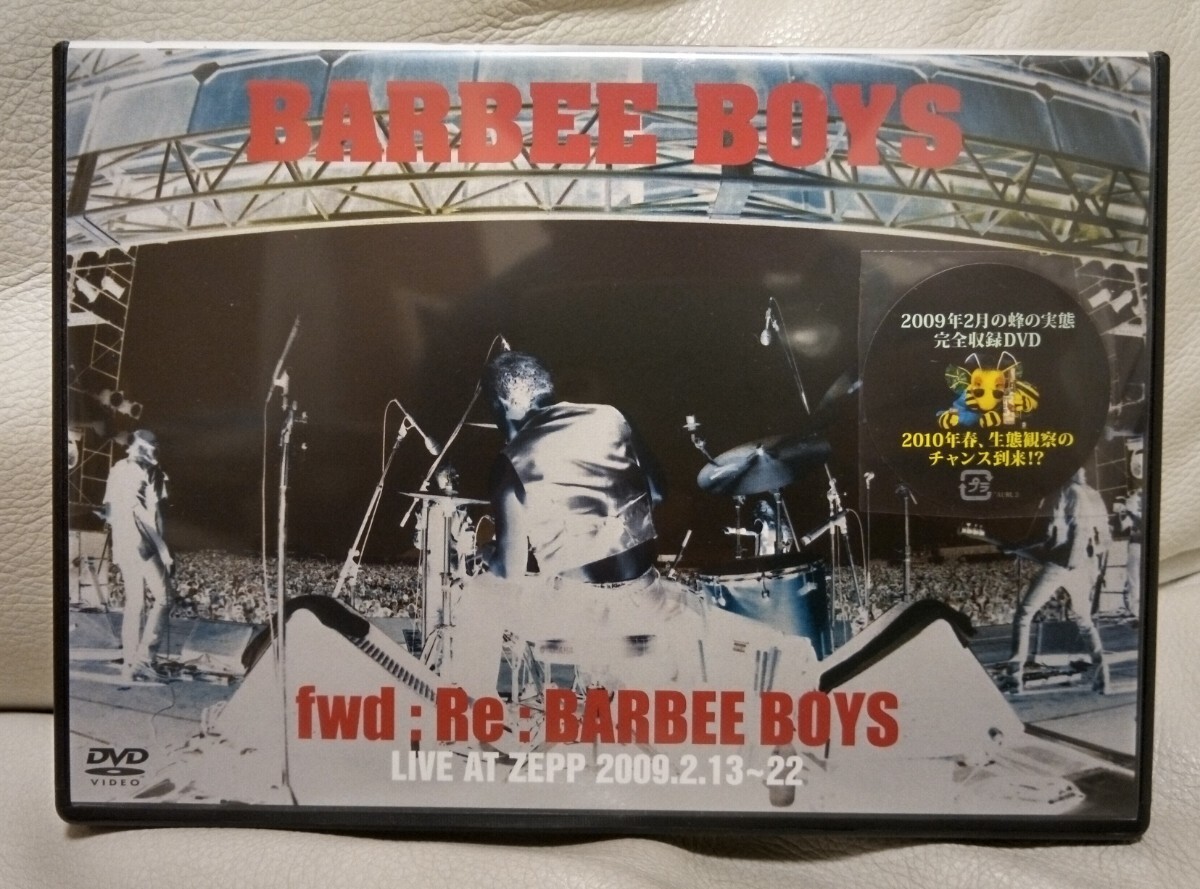 BARBEE BOYS
2009年2月の蜂の実態
完全収録DVD
2010年春、生態観察の
チャンス到来!?
プラ
fwd : Re : BARBEE BOYS
LIVE AT ZEPP 2009.2.13~22
DVD
VIDEO